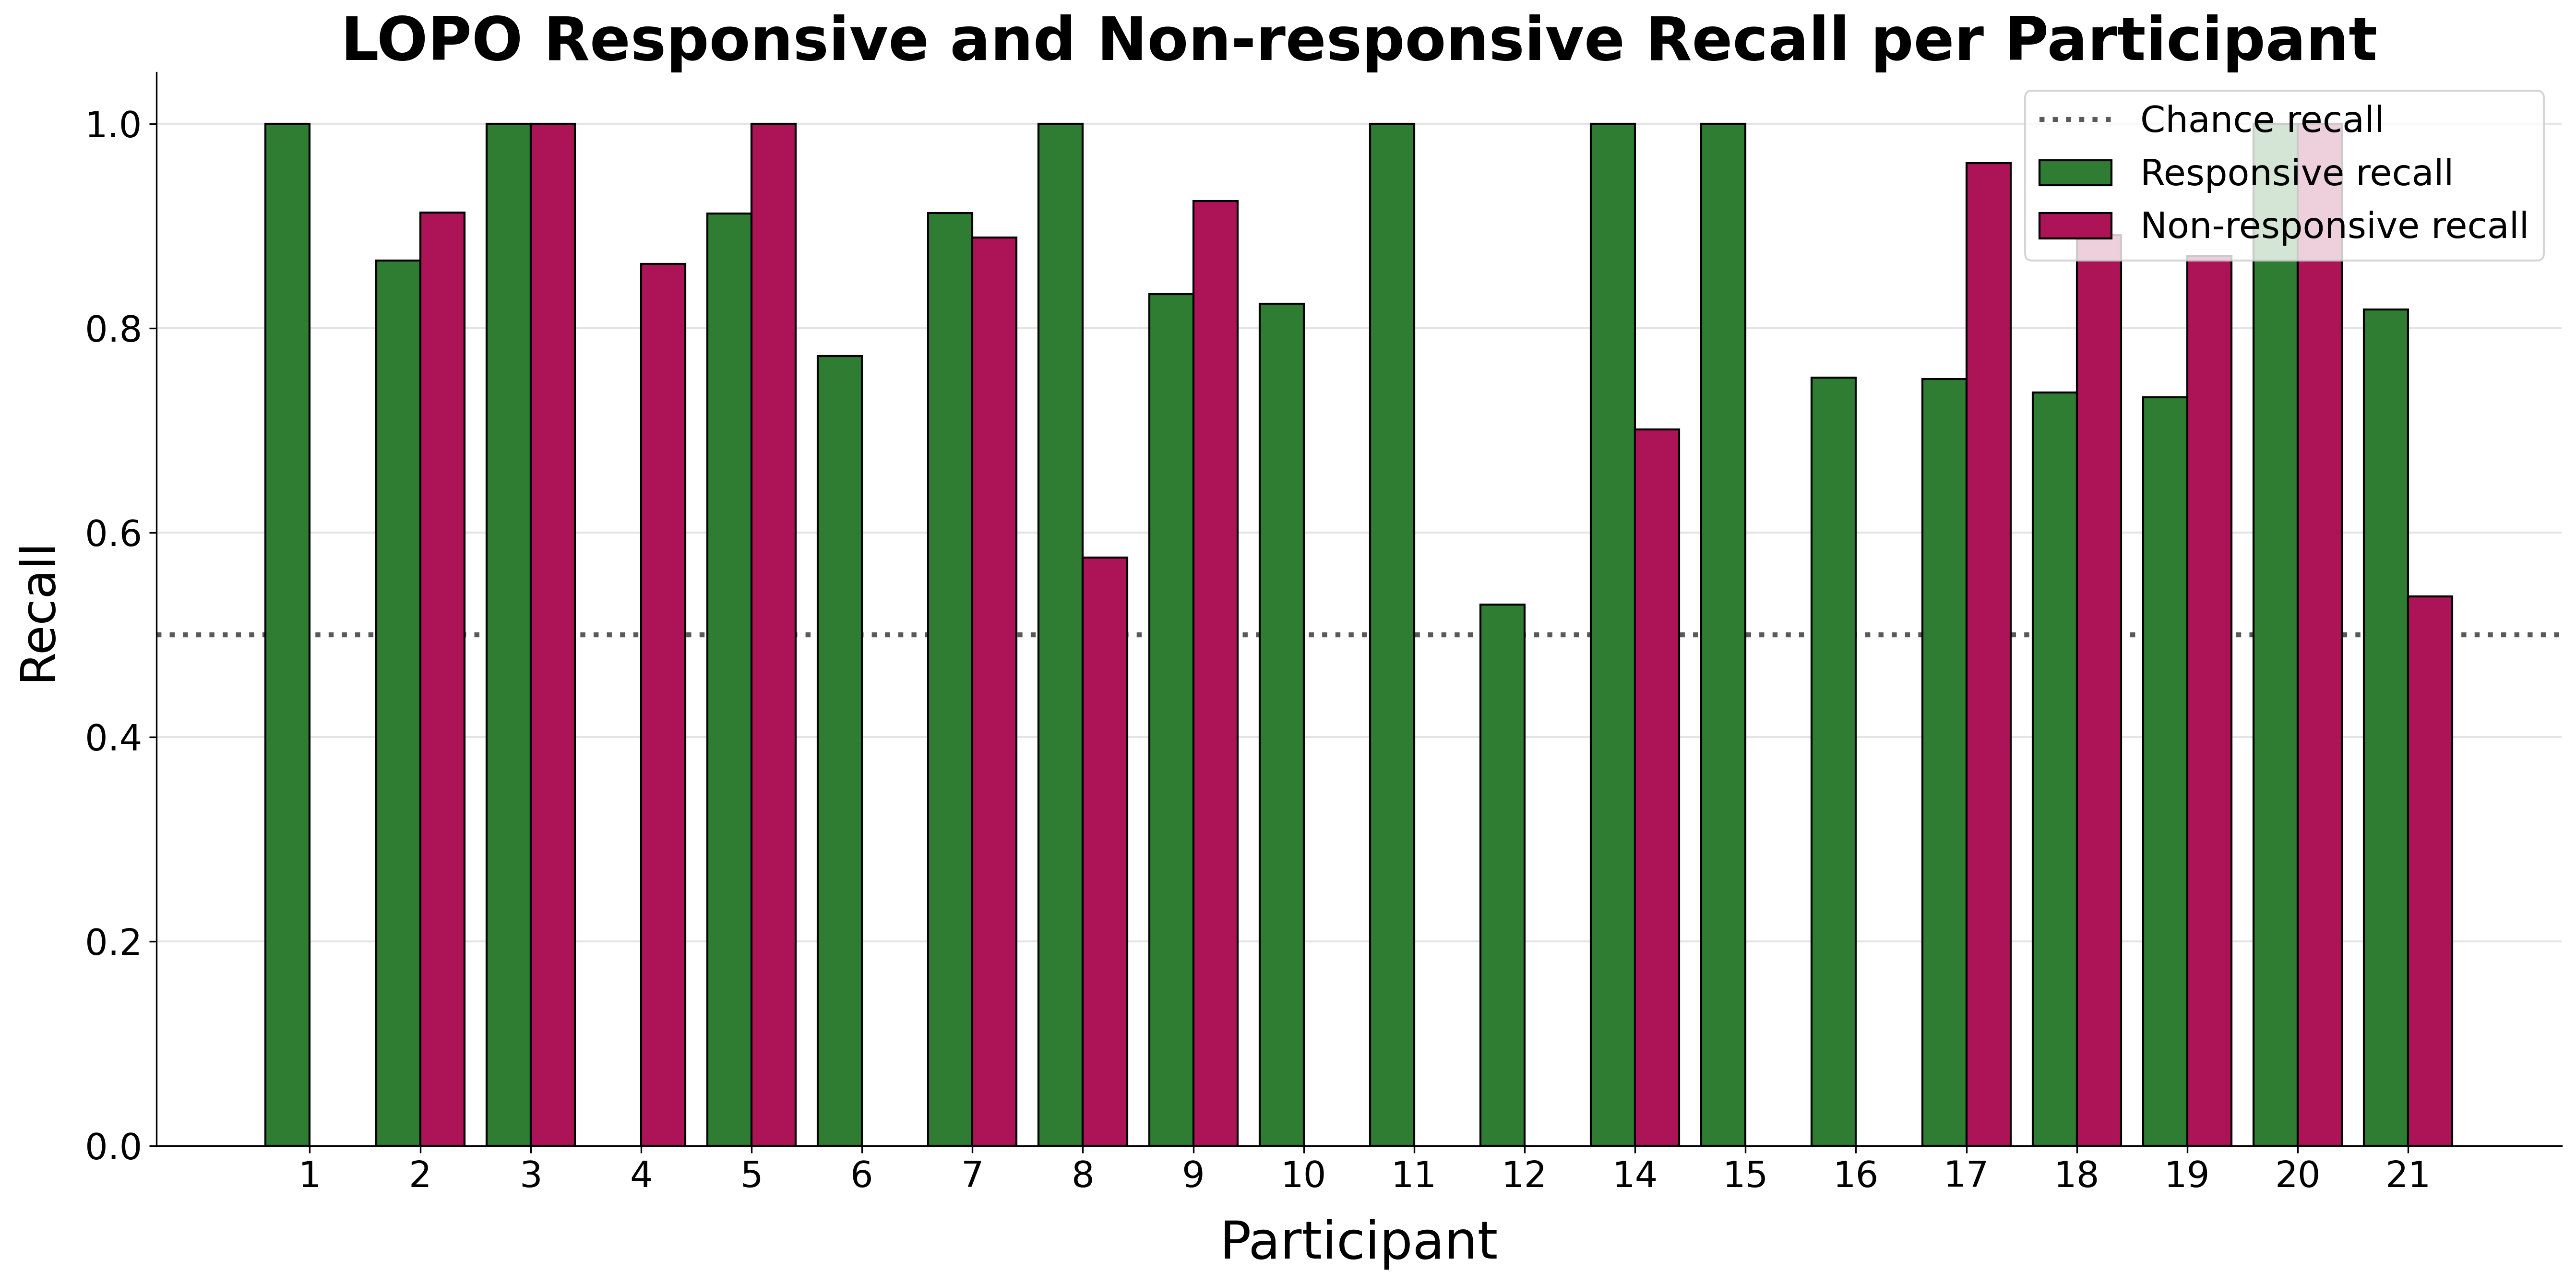 LOPO Responsive and Non-responsive Recall per Participant
Chance recall
Responsive recall
Non-responsive recall
Recall
1.0
0.8
0.6
0.4
0.2
0.0
1 2 3 4 5 6 7 8 9 10 11 12 14 15 16 17 18 19 20 21
Participant